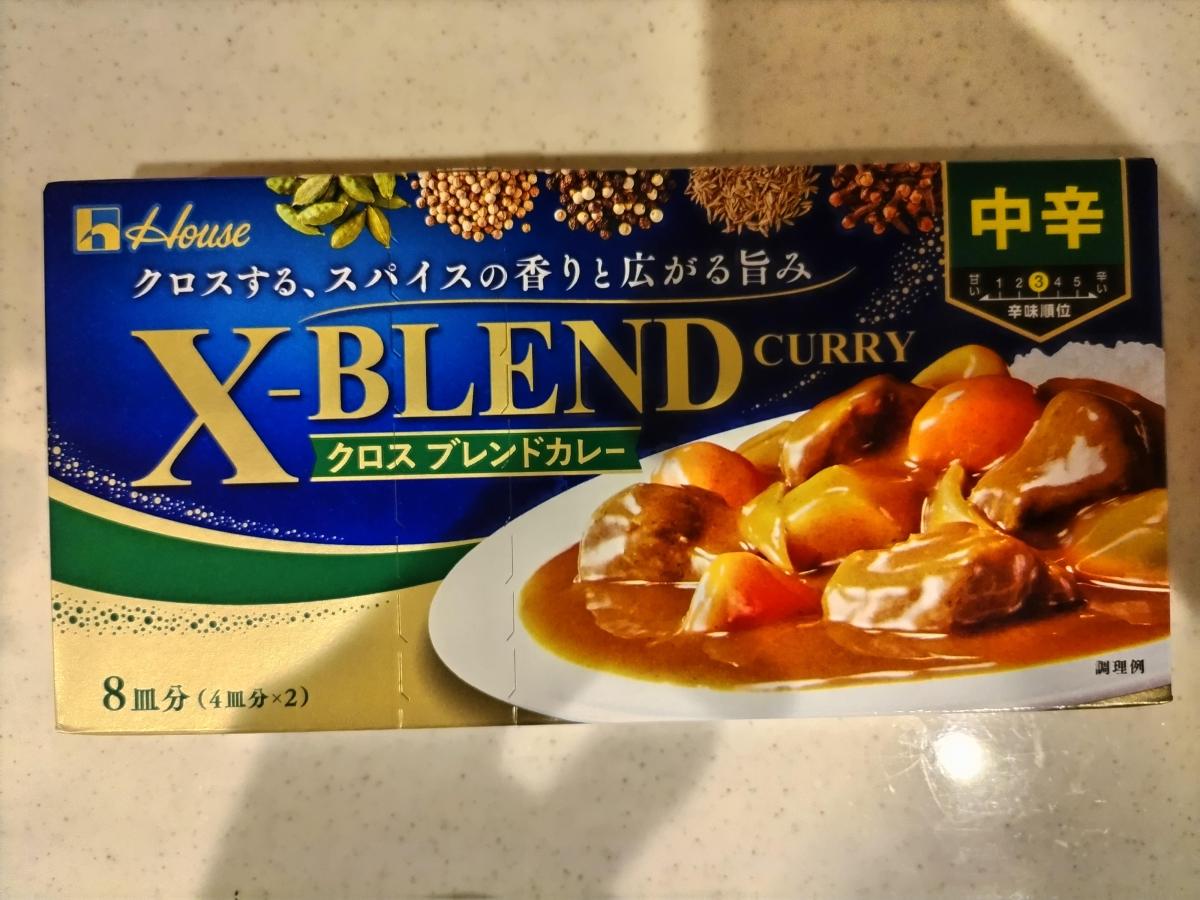 House
中辛
甘い 1 2 3 4 5 辛い
辛味順位
クロスする、スパイスの香りと広がる旨み
X-BLEND CURRY
クロス ブレンドカレー
8皿分(4皿分×2)
調理例